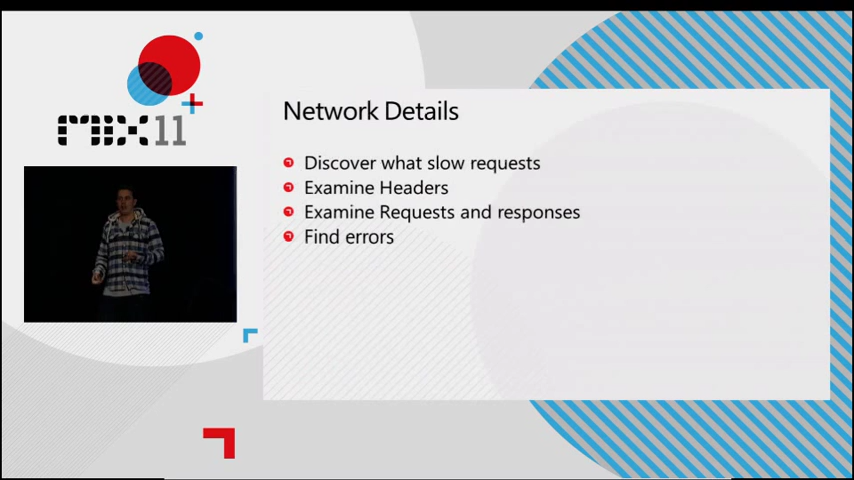 MIX11
Network Details
Discover what slow requests
Examine Headers
Examine Requests and responses
Find errors